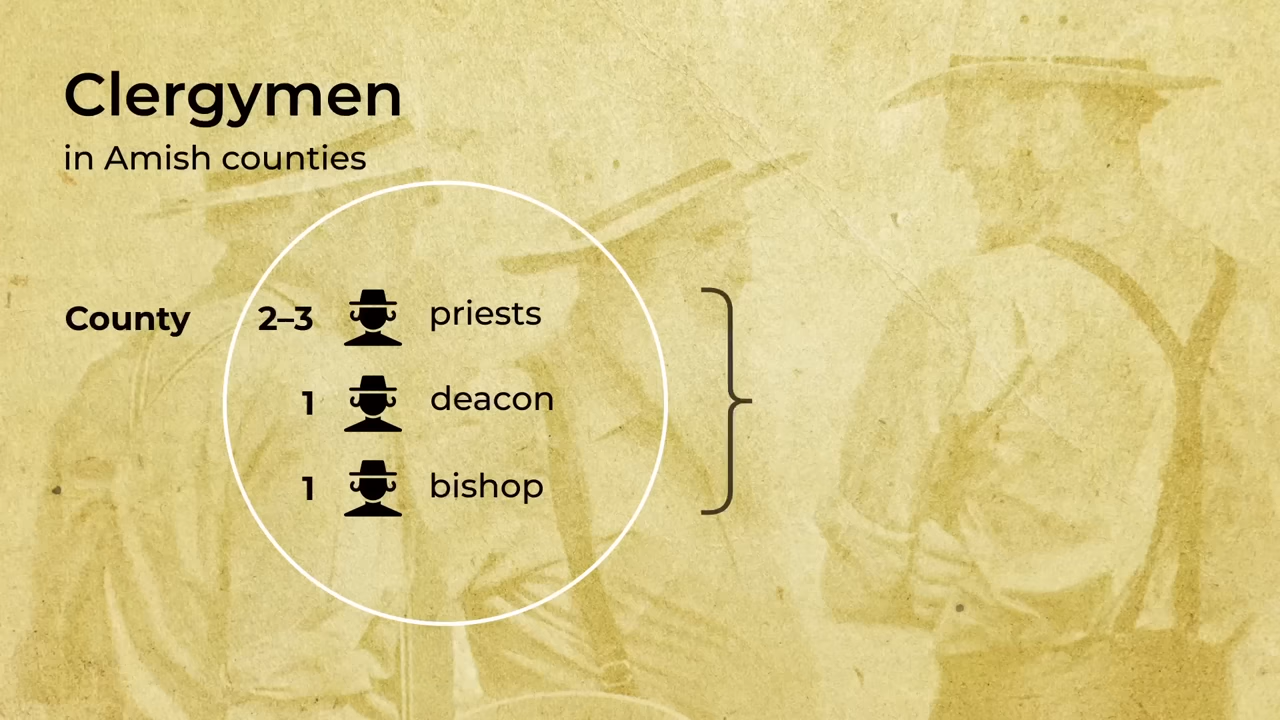 Clergymen
in Amish counties
County 2–3 priests
1 deacon
1 bishop